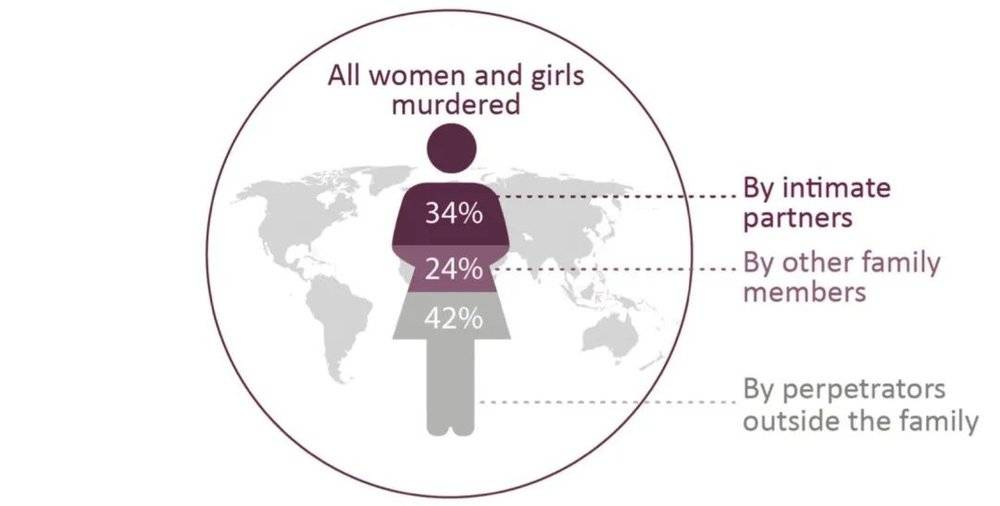 All women and girls
murdered
34%
24%
42%
By intimate
partners
By other family
members
By perpetrators
outside the family